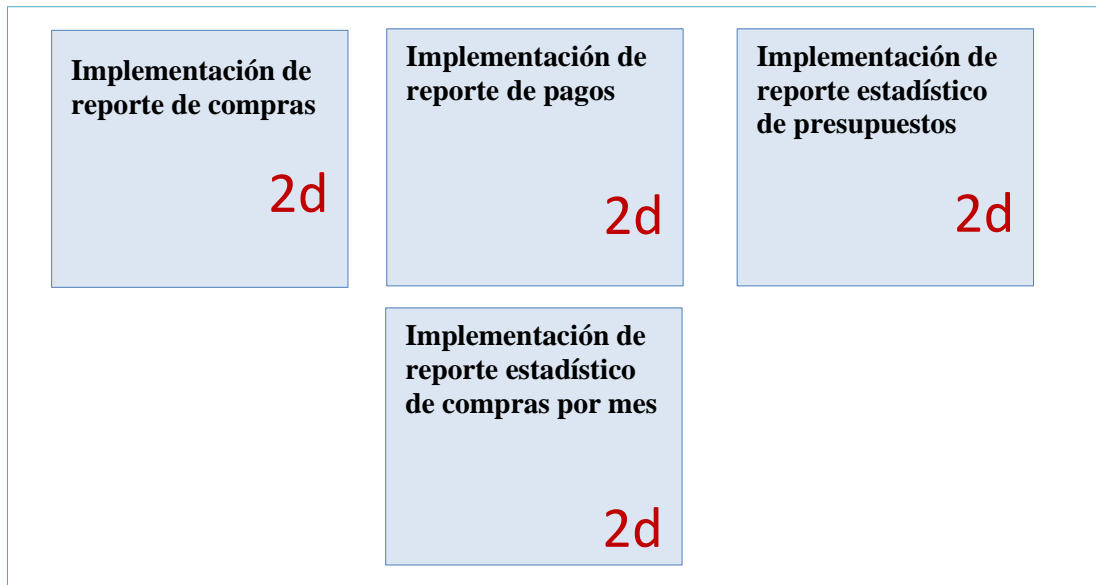 Implementación de
reporte de compras
2d
Implementación de
reporte de pagos
2d
Implementación de
reporte estadístico
de presupuestos
2d
Implementación de
reporte estadístico
de compras por mes
2d